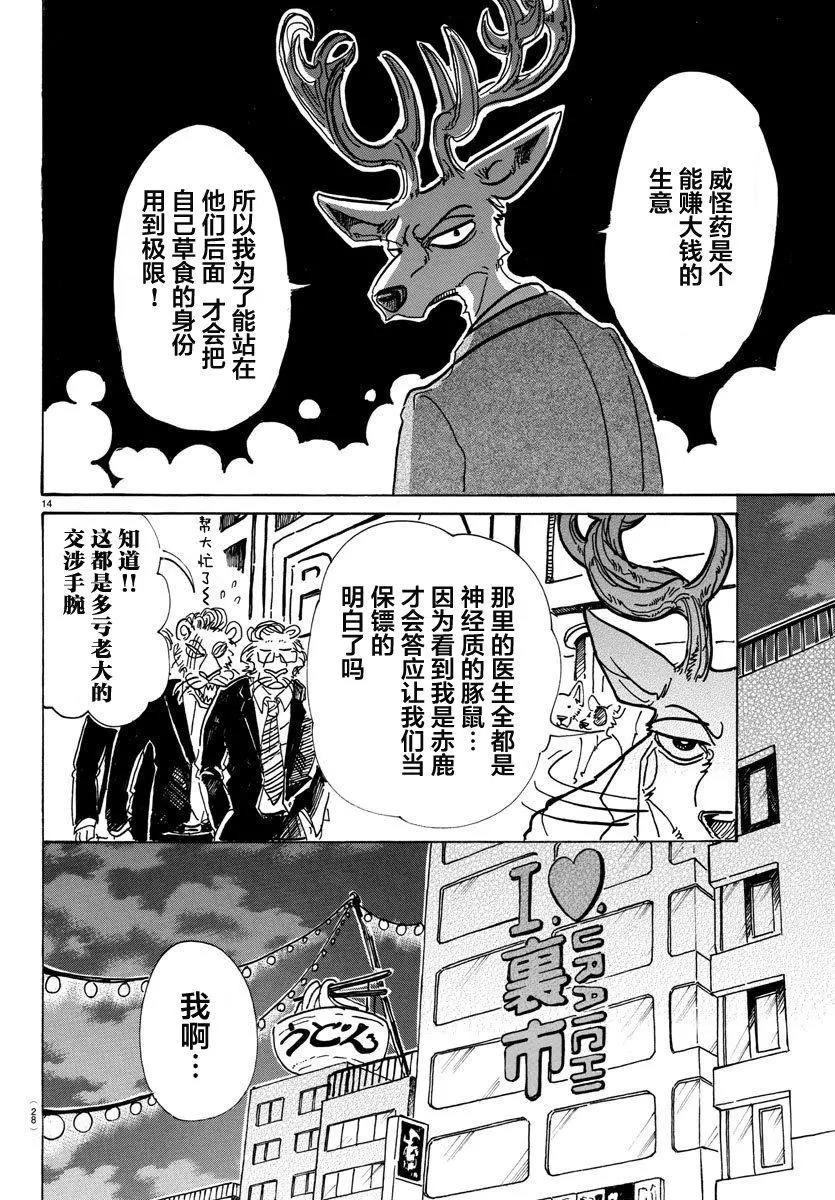 威怪药是个
能赚大钱的
生意
所以我为了能站在
他们后面 才会把
自己草食的身份
用到极限！
14
那里的医生全都是
神经质的豚鼠…
因为看到我是赤鹿
才会答应让我们当
保镖的
明白了吗
帮大忙了～
知道!!
这都是多亏老大的
交涉手腕
I ♥ 裏市
URAICHI
うどん
我啊…
28